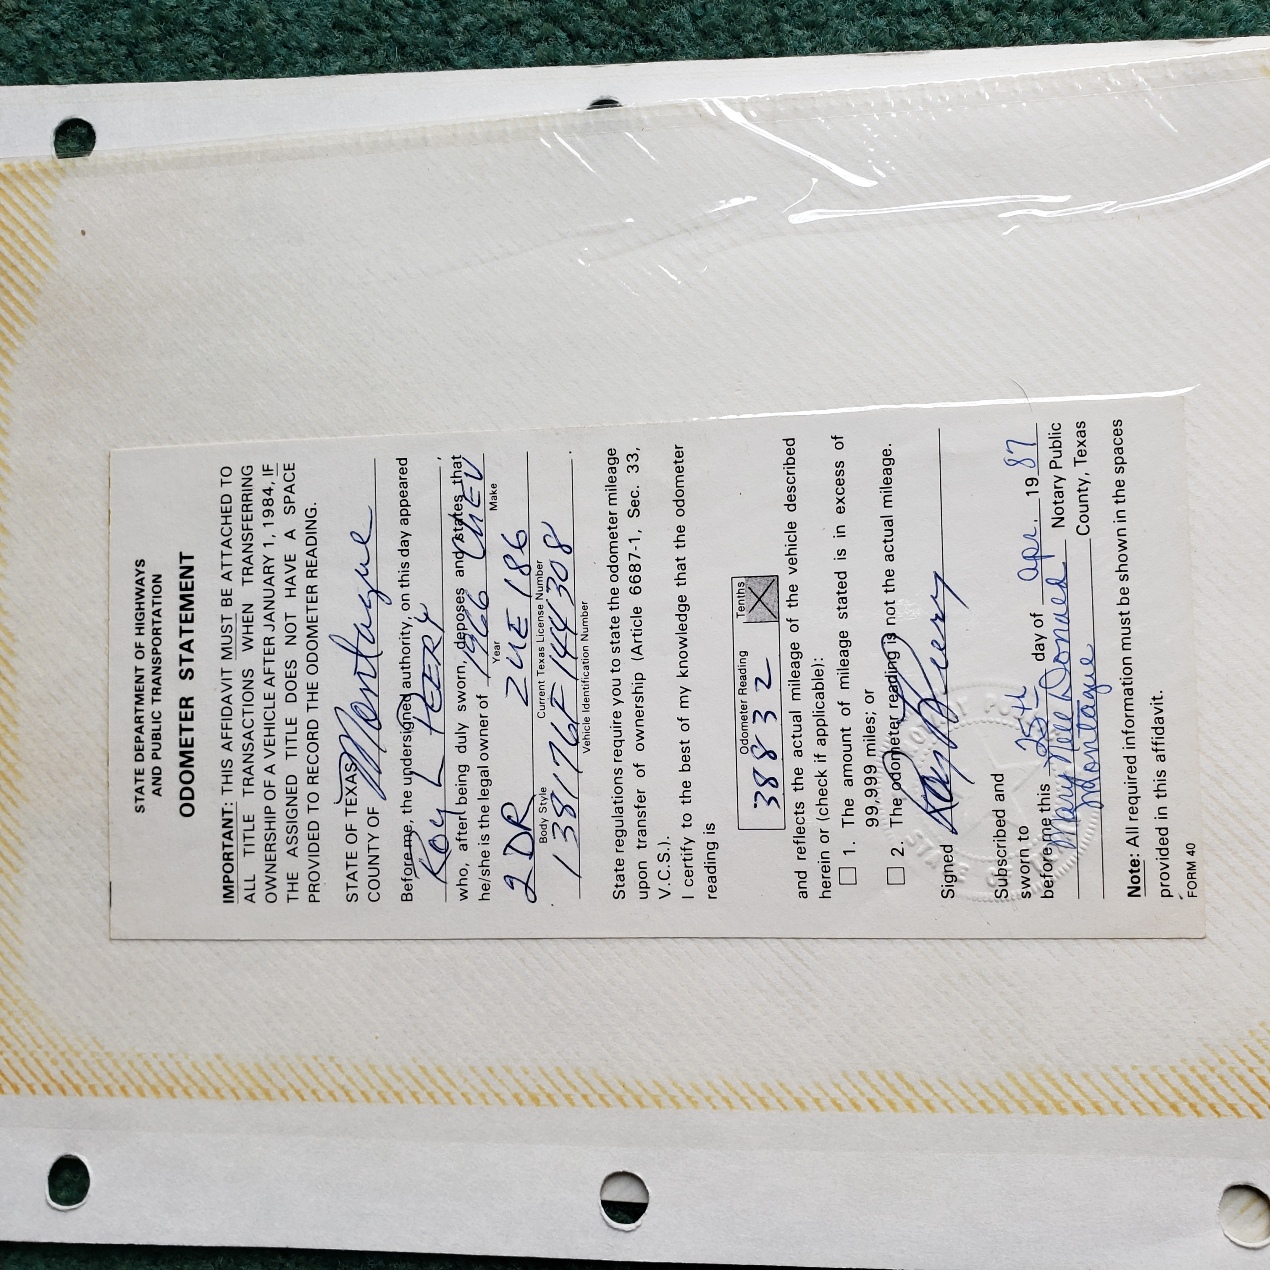 STATE DEPARTMENT OF HIGHWAYS
AND PUBLIC TRANSPORTATION
ODOMETER STATEMENT
IMPORTANT: THIS AFFIDAVIT MUST BE ATTACHED TO
ALL TITLE TRANSACTIONS WHEN TRANSFERRING
OWNERSHIP OF A VEHICLE AFTER JANUARY 1, 1984, IF
THE ASSIGNED TITLE DOES NOT HAVE A SPACE
PROVIDED TO RECORD THE ODOMETER READING.
STATE OF TEXAS
COUNTY OF Montague
Before me, the undersigned authority, on this day appeared
Roy L PEERY,
who, after being duly sworn, deposes and states that
he/she is the legal owner of 1966 CHEV
Year Make
2DR 2UE 186
Body Style Current Texas License Number
138176F144308.
Vehicle Identification Number
State regulations require you to state the odometer mileage
upon transfer of ownership (Article 6687-1, Sec. 33,
V.C.S.).
I certify to the best of my knowledge that the odometer
reading is
Odometer Reading Tenths
38832 X
and reflects the actual mileage of the vehicle described
herein or (check if applicable):
☐ 1. The amount of mileage stated is in excess of
99,999 miles; or
☐ 2. The odometer reading is not the actual mileage.
Signed Roy L Peery
Subscribed and
sworn to
before me this 25th day of Apr. 19 87
Mary Nell Donald Notary Public
Montague County, Texas
Note: All required information must be shown in the spaces
provided in this affidavit.
FORM 40